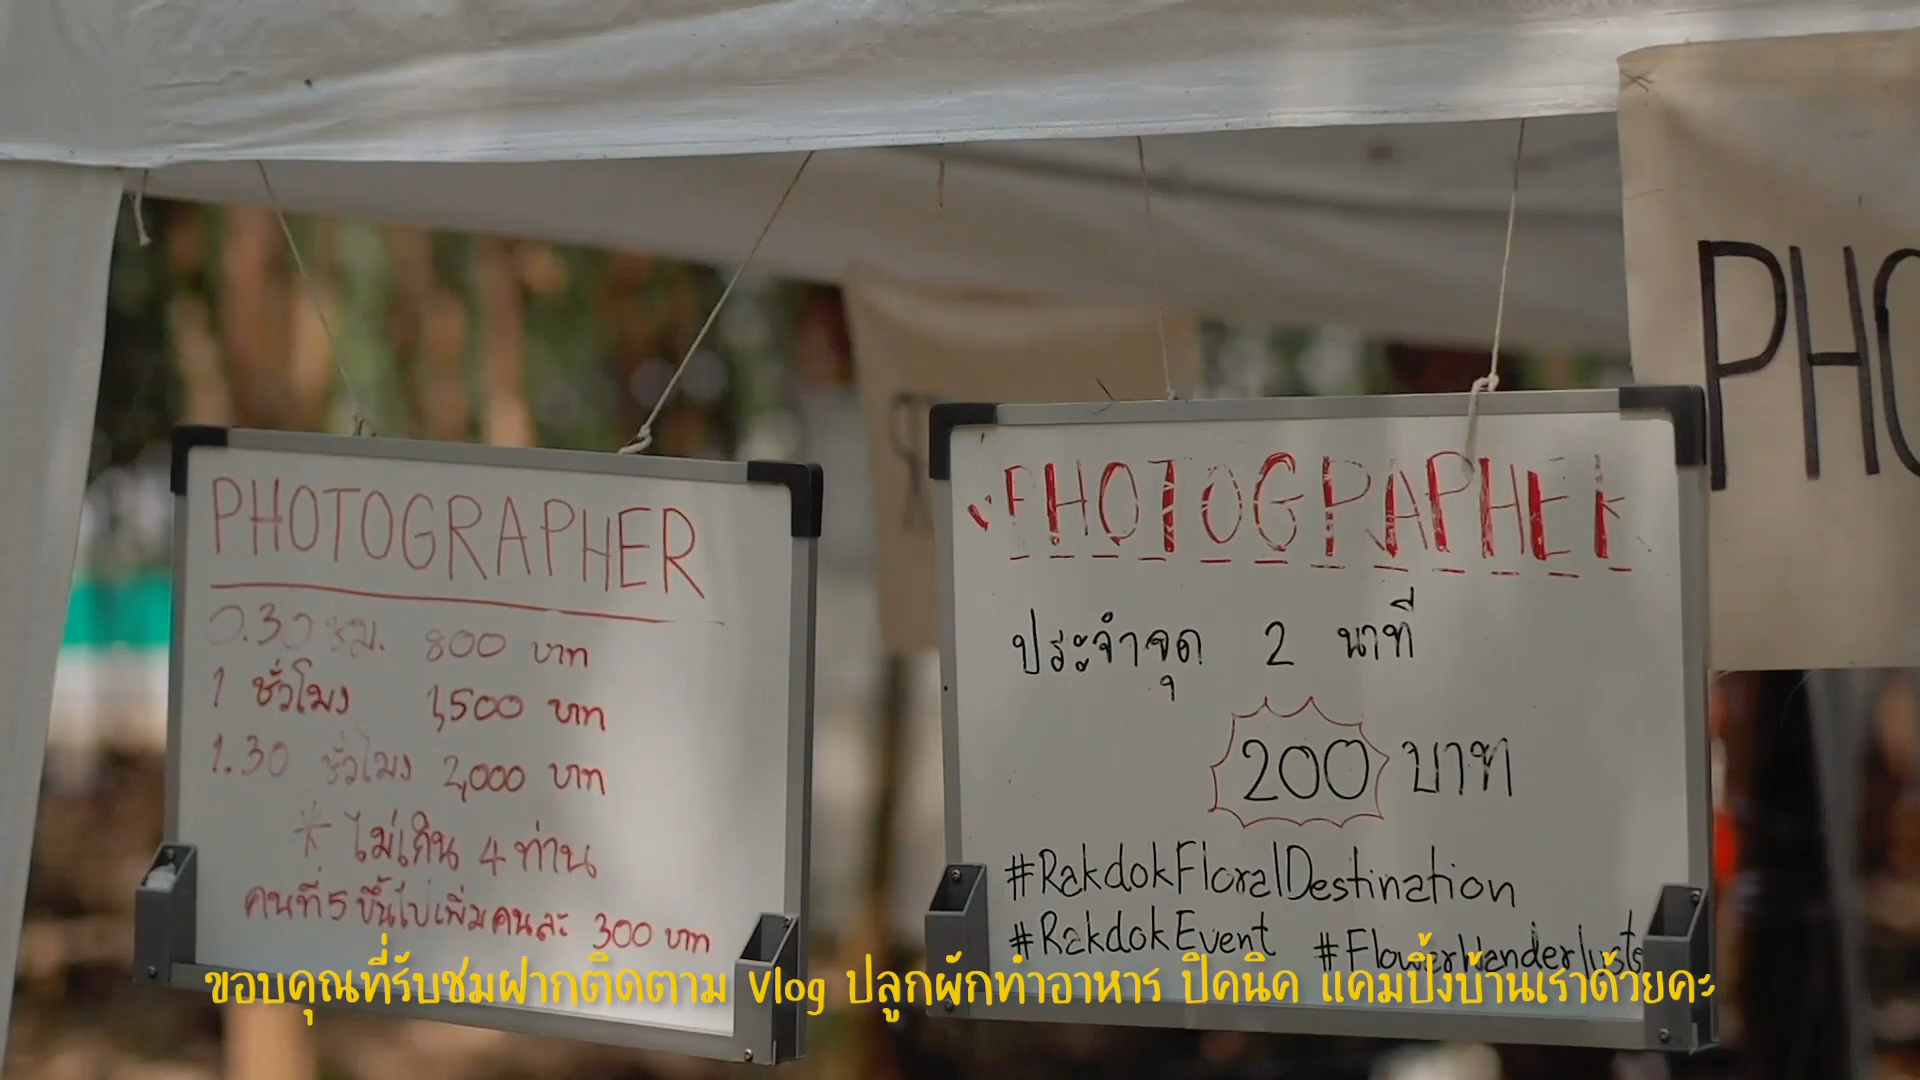 PHOTOGRAPHER
0.30 ชม. 800 บาท
1 ชั่วโมง 1,500 บาท
1.30 ชั่วโมง 2,000 บาท
* ไม่เกิน 4 ท่าน
คนที่ 5 ขึ้นไปเพิ่มคนละ 300 บาท
PHOTOGRAPHER
ประจำจุด 2 นาที
200 บาท
#RakdokFloralDestination
#RakdokEvent #FlowerWanderlusts
PHO
ขอบคุณที่รับชมฝากติดตาม Vlog ปลูกผักทำอาหาร ปิคนิค แคมปิ้งบ้านเราด้วยคะ